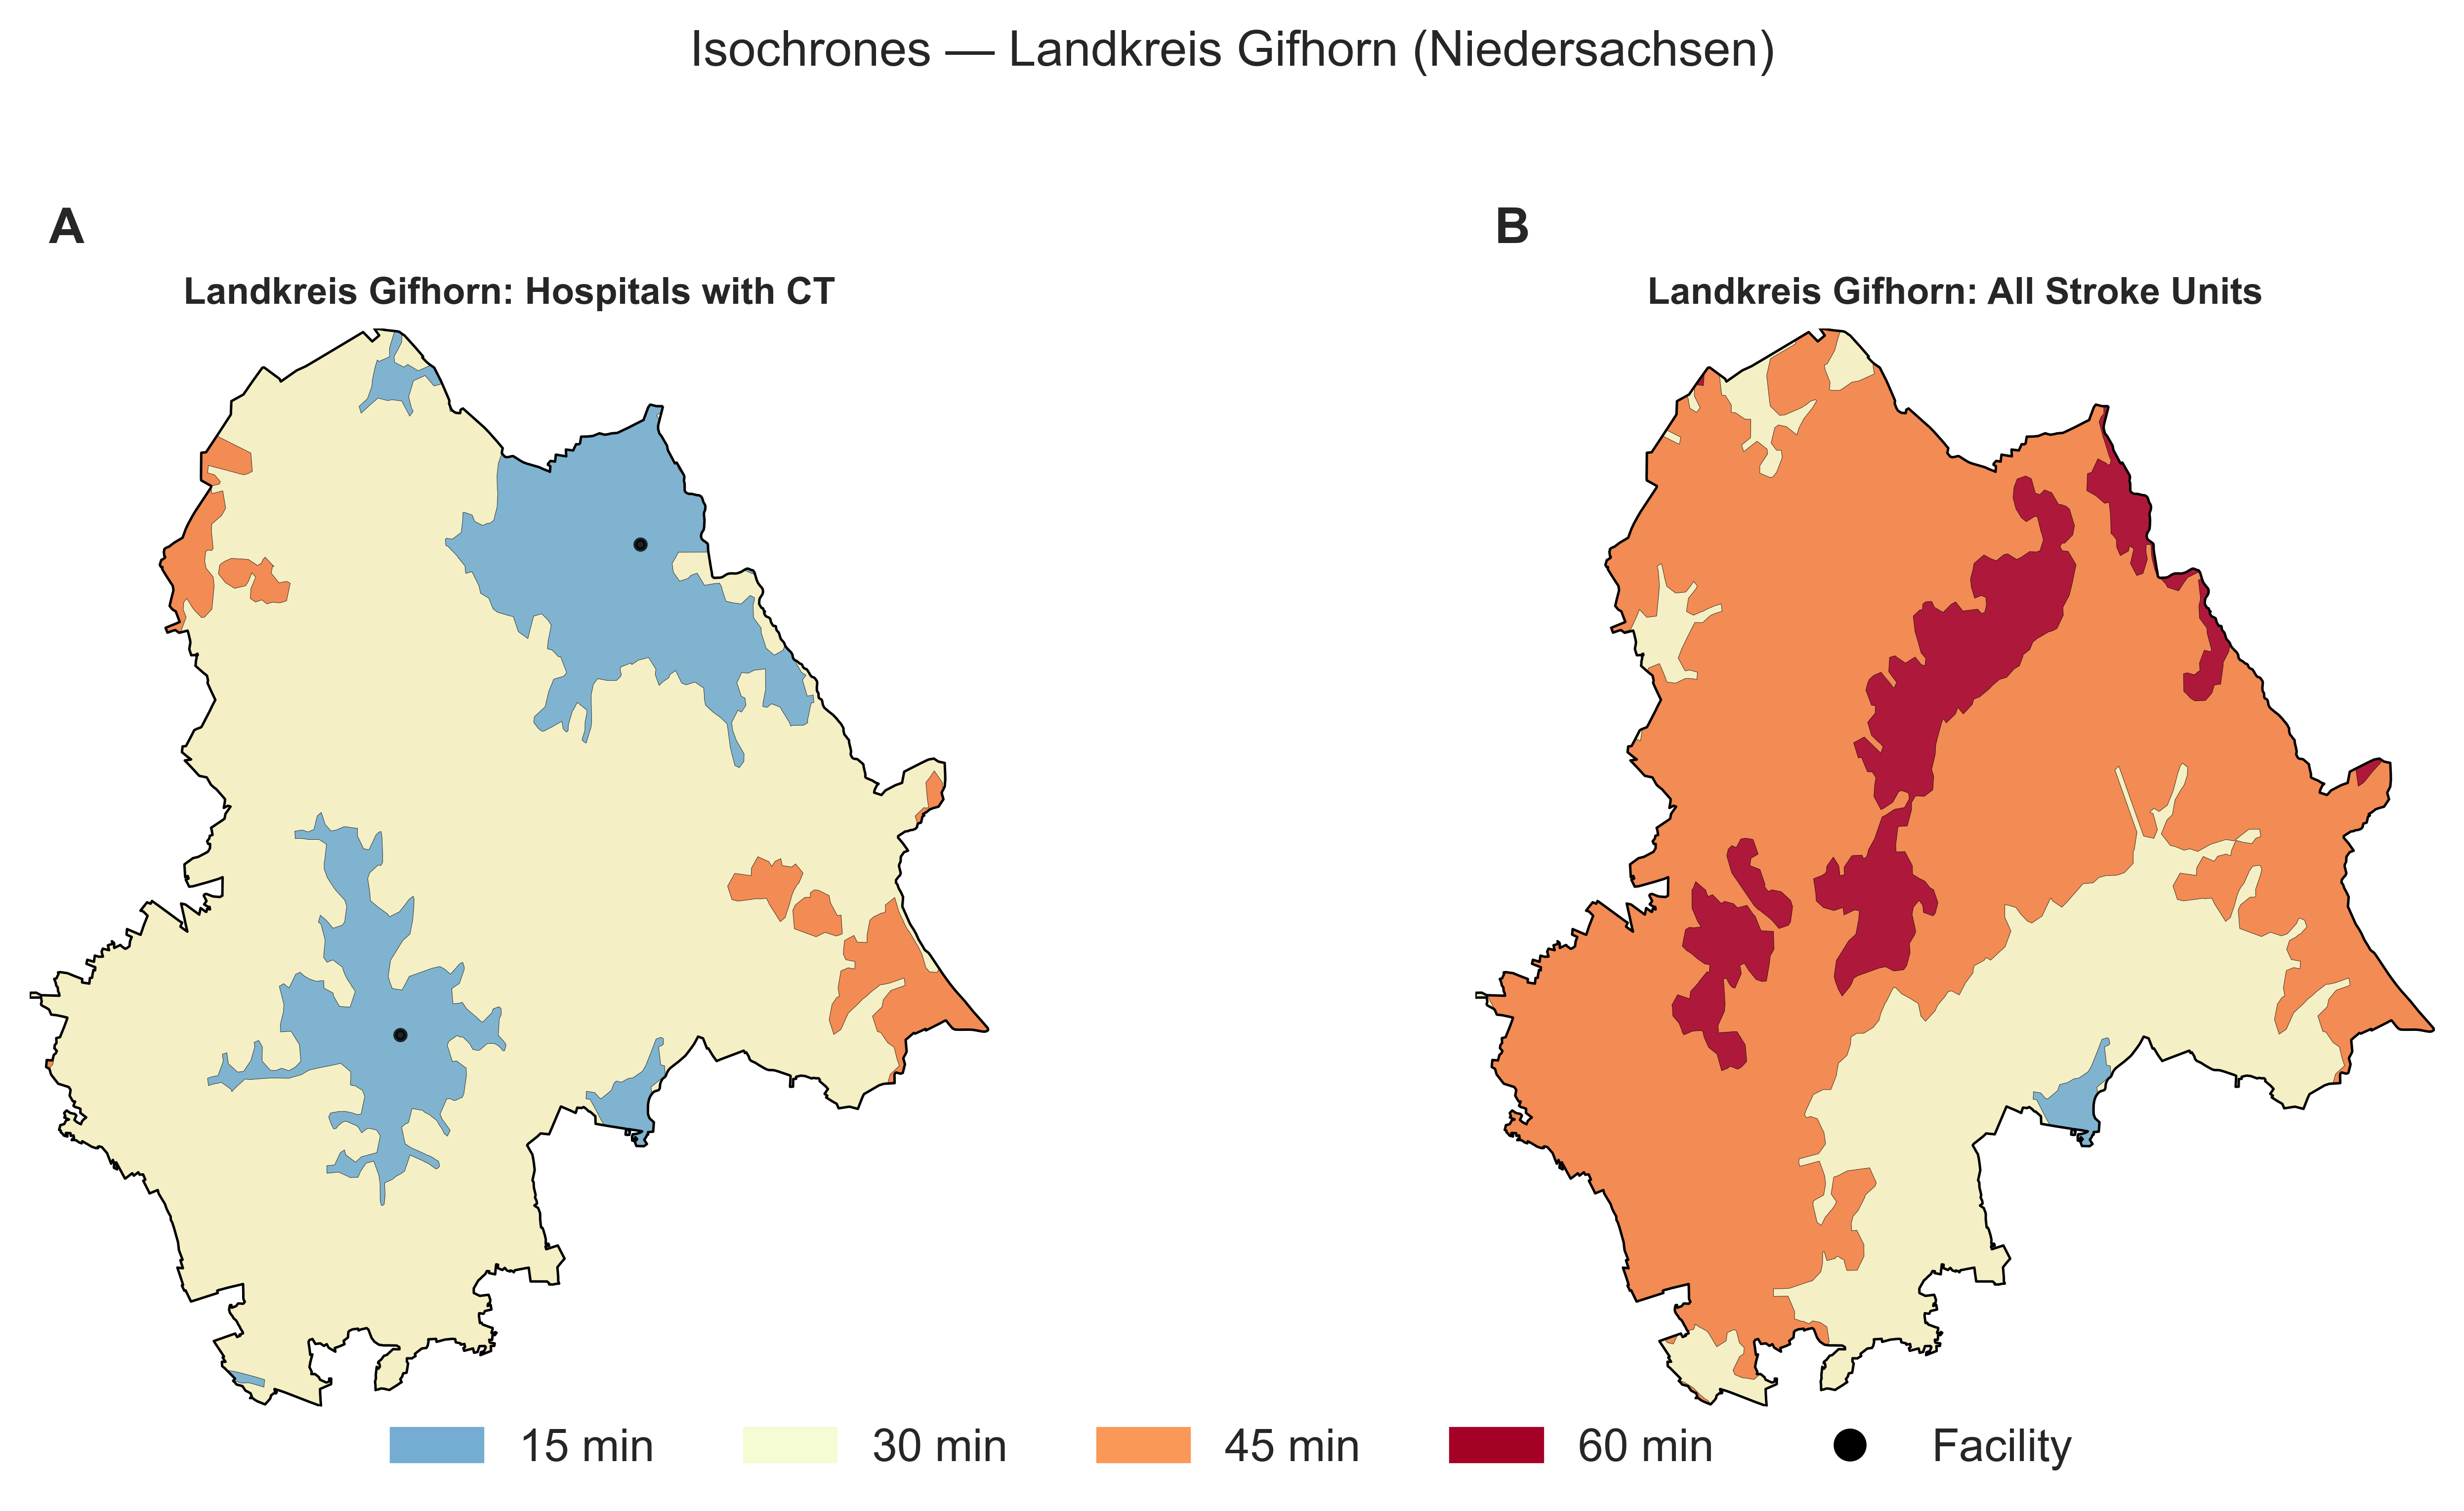 Isochrones — Landkreis Gifhorn (Niedersachsen)
A
B
Landkreis Gifhorn: Hospitals with CT
Landkreis Gifhorn: All Stroke Units
15 min
30 min
45 min
60 min
Facility